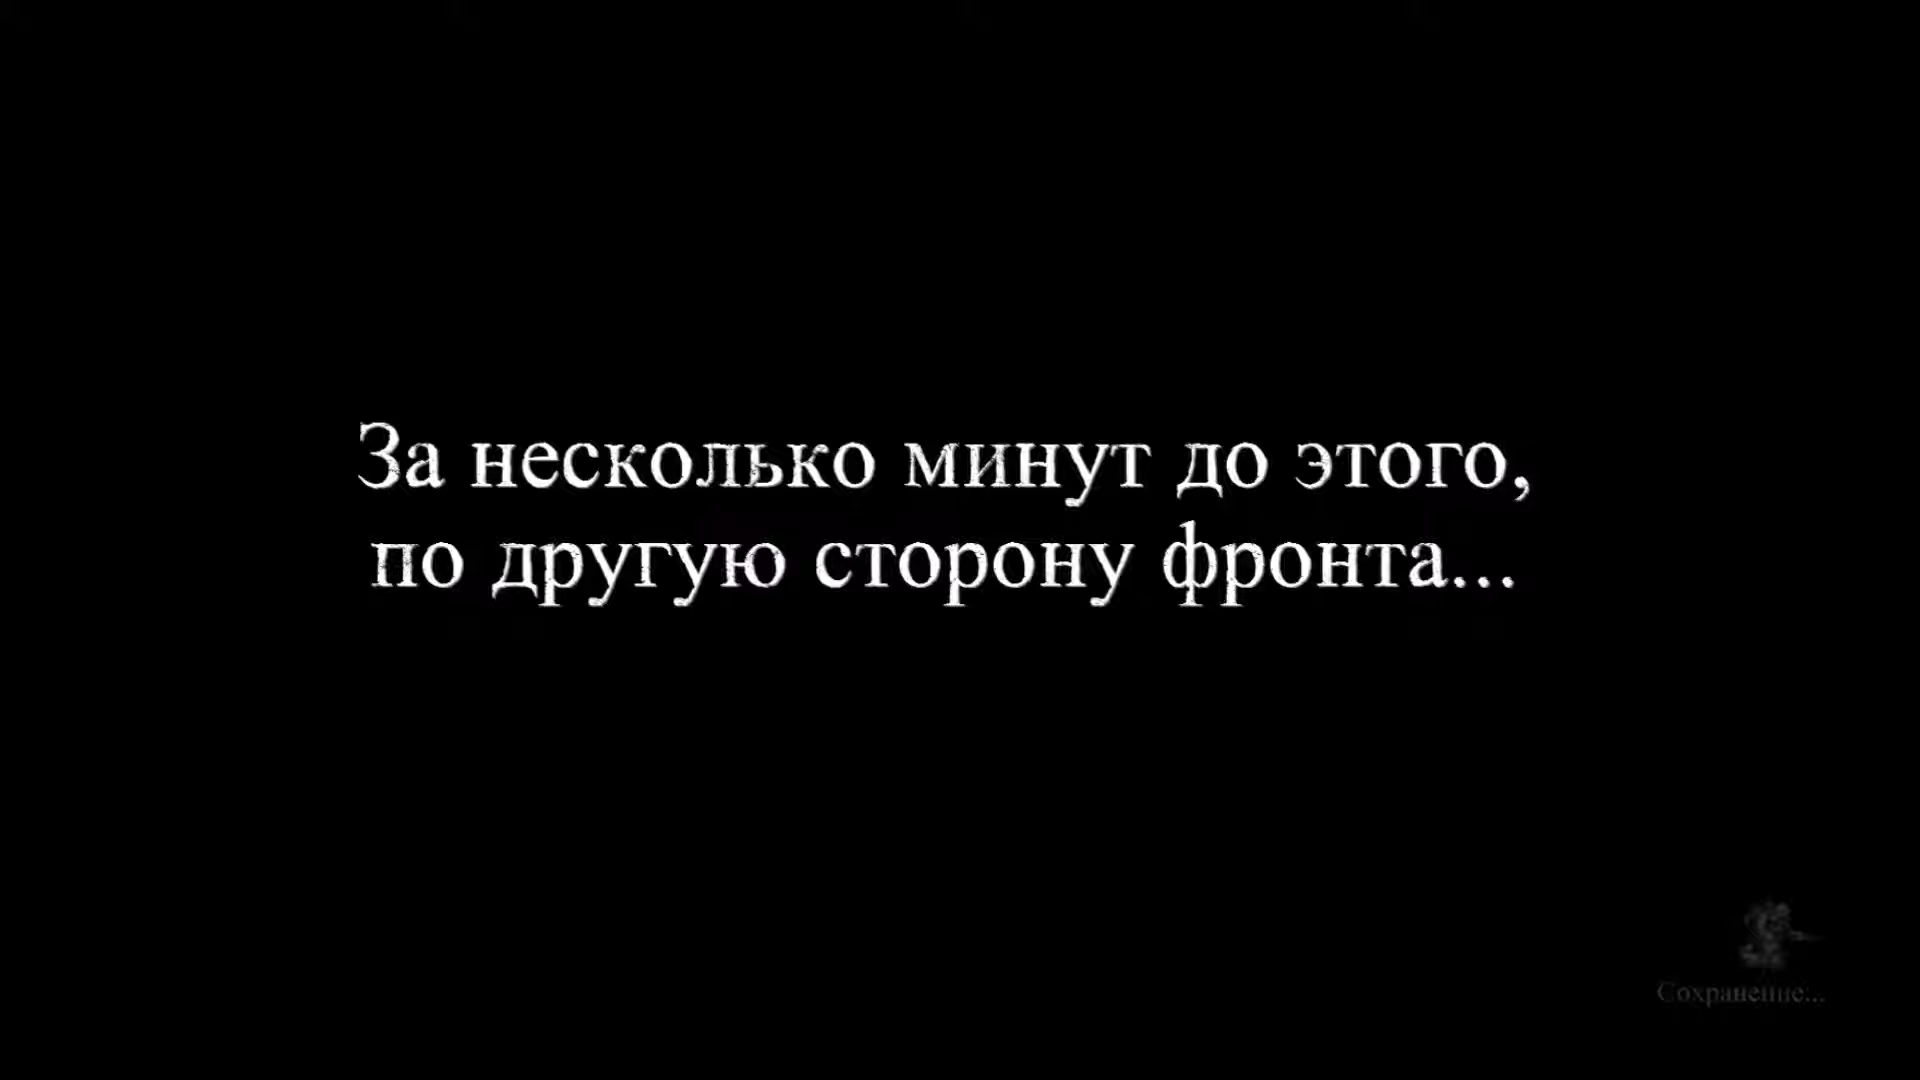 За несколько минут до этого,
по другую сторону фронта...
Сохранение...